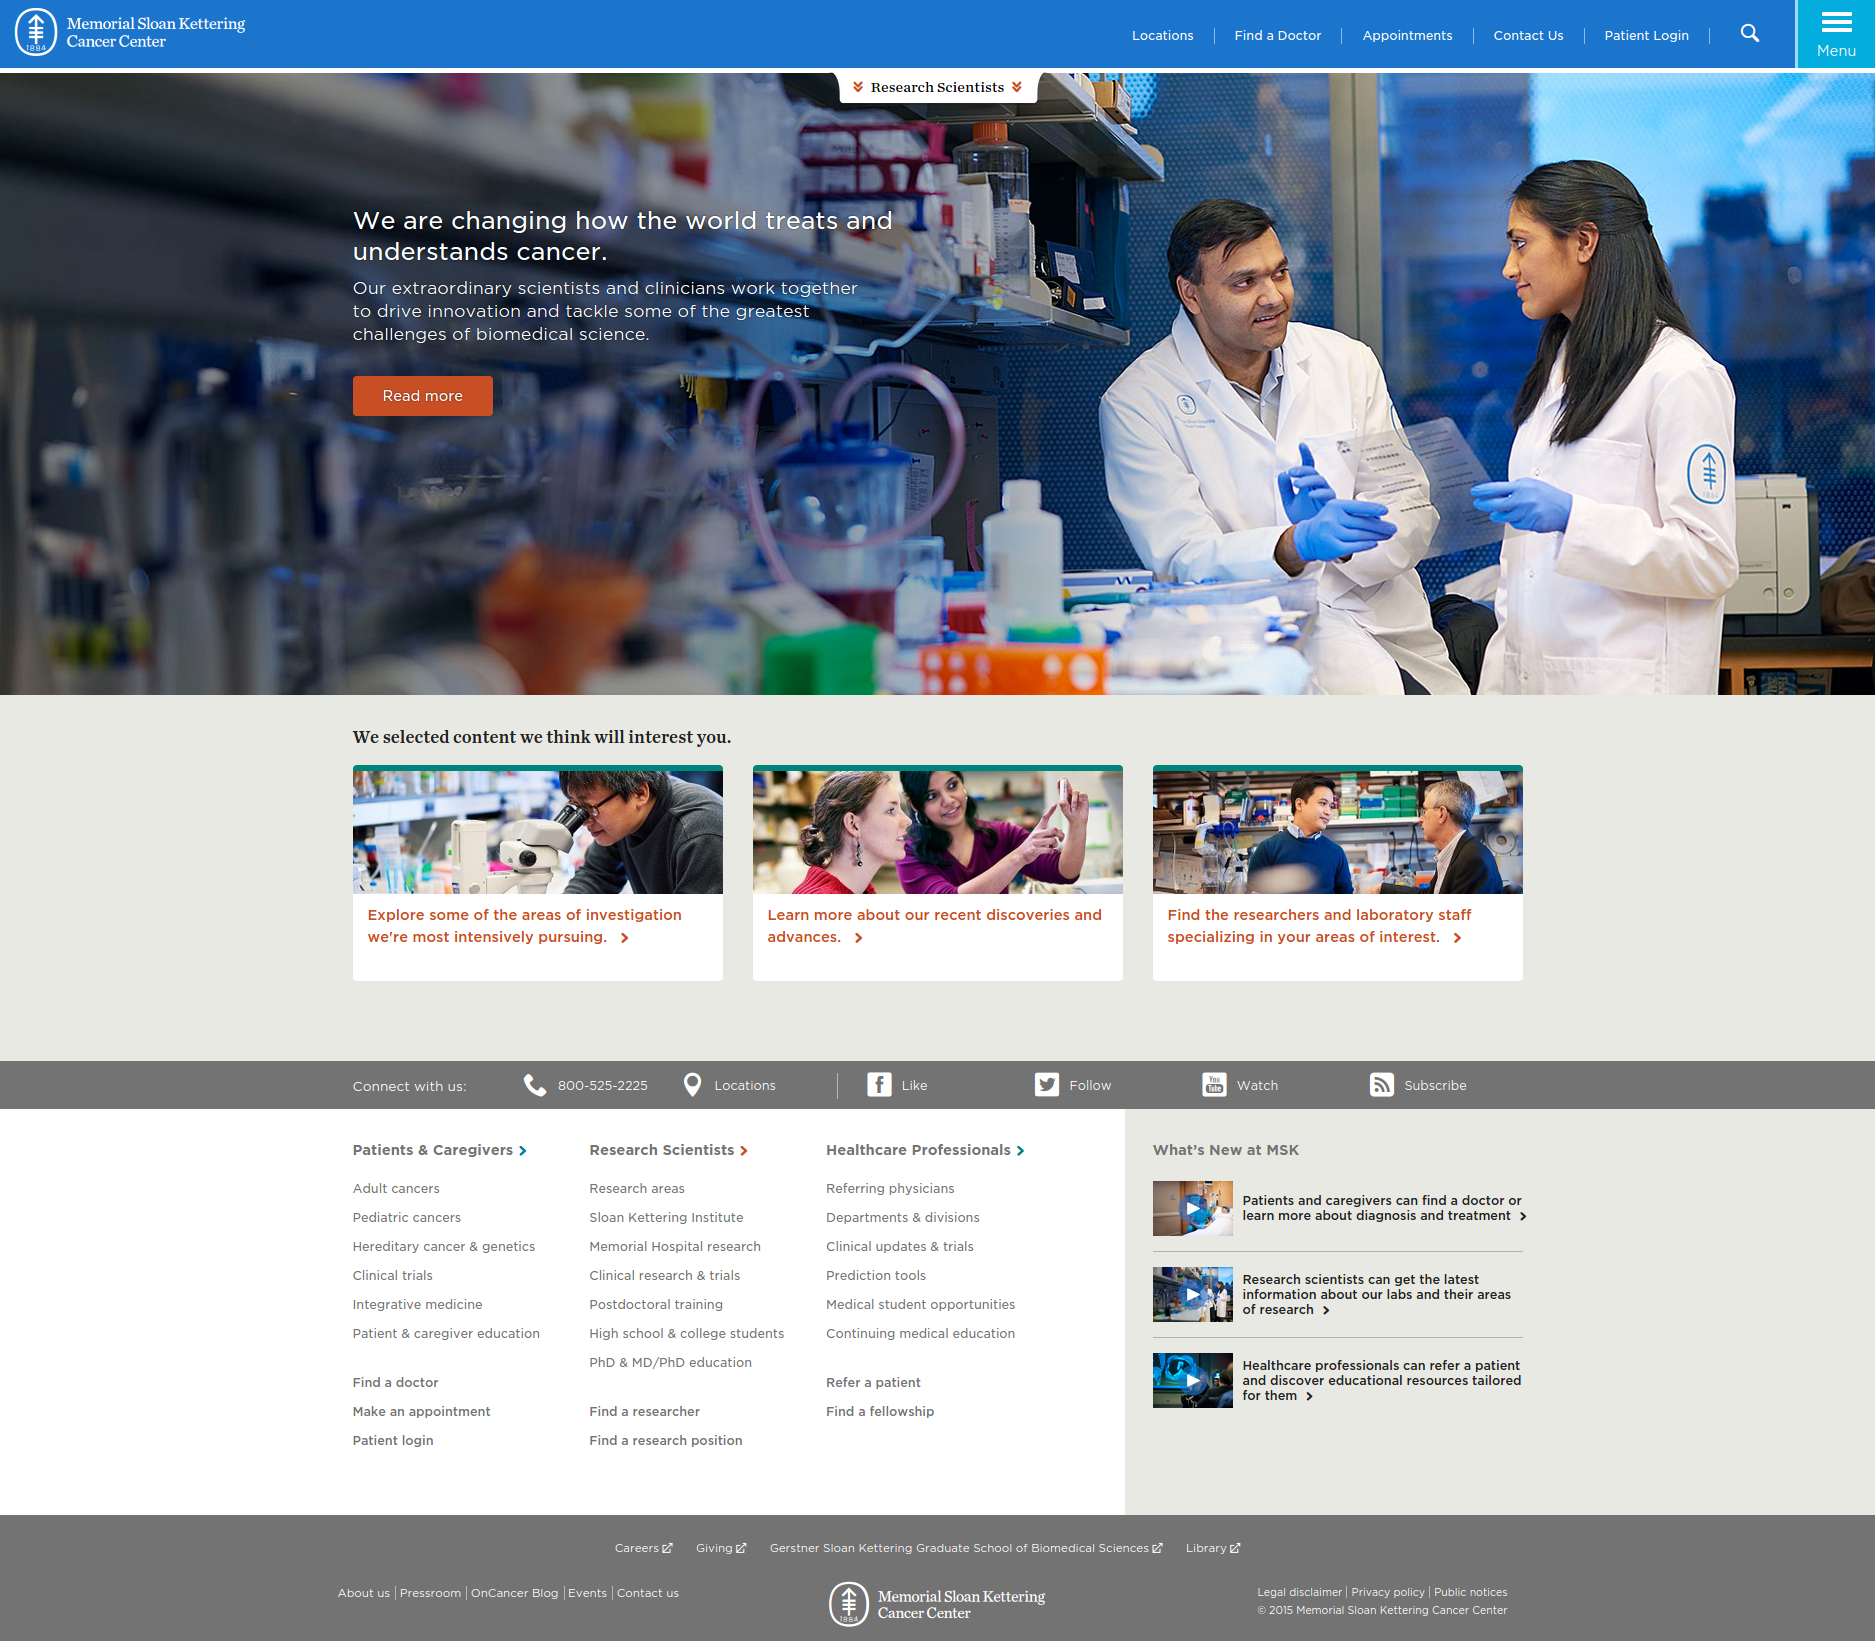 Memorial Sloan Kettering
Cancer Center
1884
Locations
Find a Doctor
Appointments
Contact Us
Patient Login
Menu
Research Scientists
We are changing how the world treats and
understands cancer.
Our extraordinary scientists and clinicians work together
to drive innovation and tackle some of the greatest
challenges of biomedical science.
Read more
We selected content we think will interest you.
Explore some of the areas of investigation
we're most intensively pursuing.
Learn more about our recent discoveries and
advances.
Find the researchers and laboratory staff
specializing in your areas of interest.
Connect with us:
800-525-2225
Locations
Like
Follow
You
Tube
Watch
Subscribe
Patients & Caregivers
Adult cancers
Pediatric cancers
Hereditary cancer & genetics
Clinical trials
Integrative medicine
Patient & caregiver education
Find a doctor
Make an appointment
Patient login
Research Scientists
Research areas
Sloan Kettering Institute
Memorial Hospital research
Clinical research & trials
Postdoctoral training
High school & college students
PhD & MD/PhD education
Find a researcher
Find a research position
Healthcare Professionals
Referring physicians
Departments & divisions
Clinical updates & trials
Prediction tools
Medical student opportunities
Continuing medical education
Refer a patient
Find a fellowship
What's New at MSK
Patients and caregivers can find a doctor or
learn more about diagnosis and treatment
Research scientists can get the latest
information about our labs and their areas
of research
Healthcare professionals can refer a patient
and discover educational resources tailored
for them
Careers
Giving
Gerstner Sloan Kettering Graduate School of Biomedical Sciences
Library
About us | Pressroom | OnCancer Blog | Events | Contact us
1884
Memorial Sloan Kettering
Cancer Center
Legal disclaimer | Privacy policy | Public notices
© 2015 Memorial Sloan Kettering Cancer Center